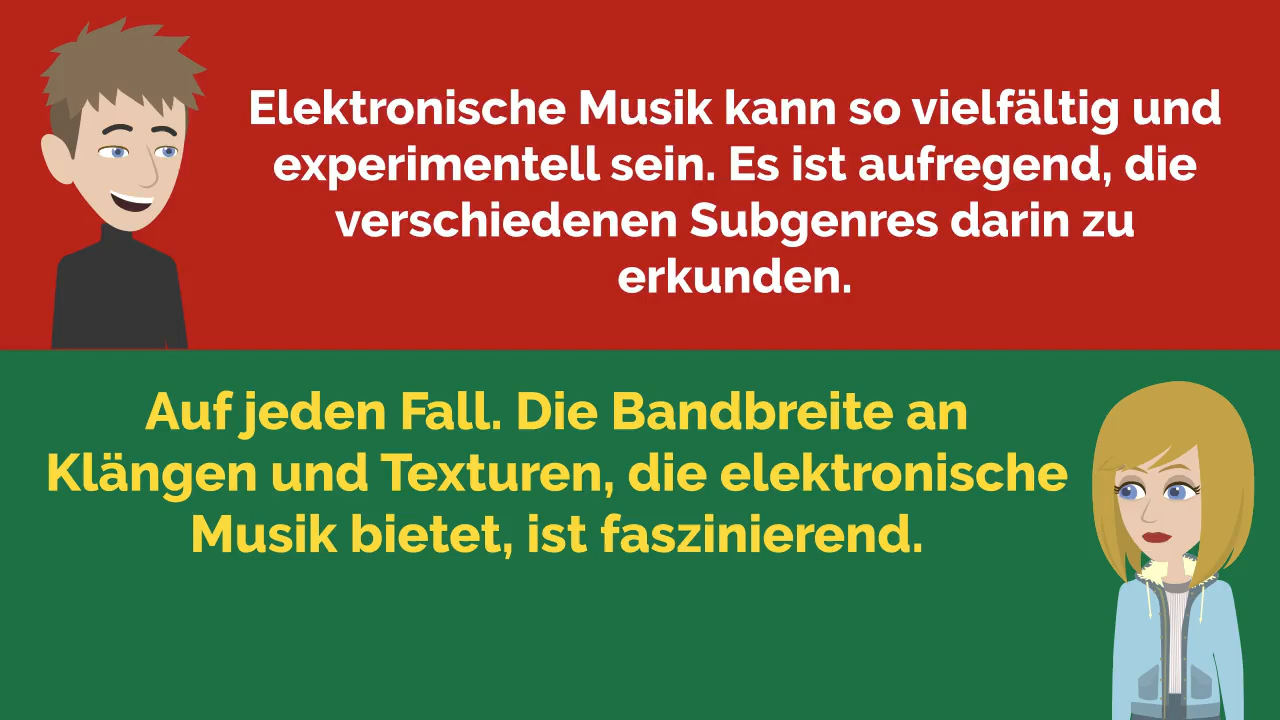 Elektronische Musik kann so vielfältig und
experimentell sein. Es ist aufregend, die
verschiedenen Subgenres darin zu
erkunden.
Auf jeden Fall. Die Bandbreite an
Klängen und Texturen, die elektronische
Musik bietet, ist faszinierend.